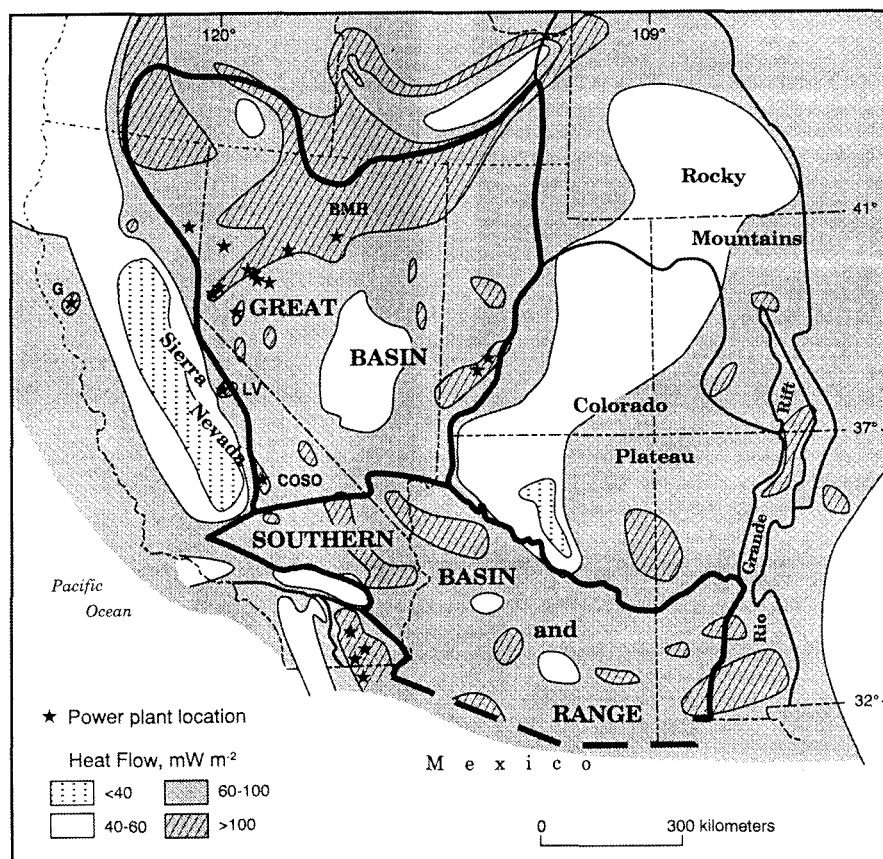 120°
109°
Rocky
BMH
41°
Mountains
G
GREAT
BASIN
Sierra
Nevada
LV
Colorado
Rift
37°
Plateau
COSO
SOUTHERN
BASIN
Grande
Pacific
Ocean
and
Rio
RANGE
32°
Power plant location
Mexico
Heat Flow, mW m-2
<40
60-100
40-60
>100
0
300 kilometers